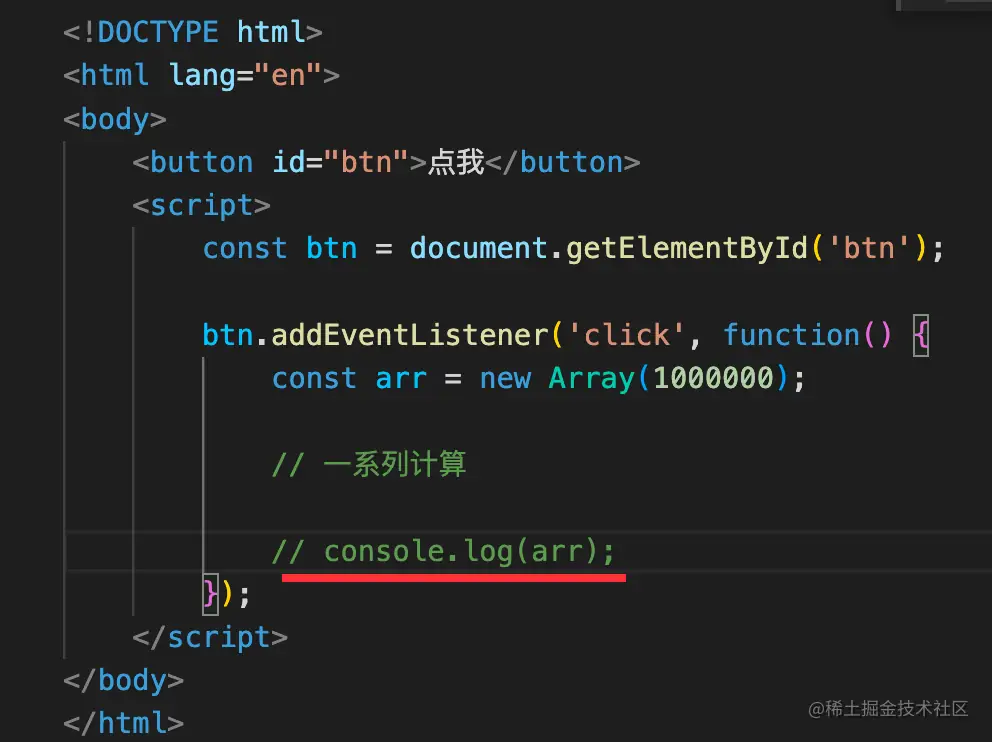 <!DOCTYPE html>
<html lang="en">
<body>
    <button id="btn">点我</button>
    <script>
        const btn = document.getElementById('btn');

        btn.addEventListener('click', function() {
            const arr = new Array(1000000);

            // 一系列计算

            // console.log(arr);
        });
    </script>
</body>
</html>
@稀土掘金技术社区